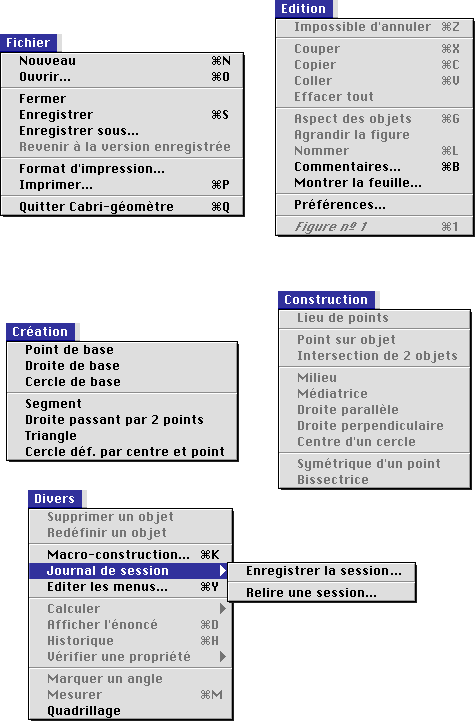 Fichier
Nouveau ⌘N
Ouvrir... ⌘O
Fermer
Enregistrer ⌘S
Enregistrer sous...
Revenir à la version enregistrée
Format d'impression...
Imprimer... ⌘P
Quitter Cabri-géomètre ⌘Q
Edition
Impossible d'annuler ⌘Z
Couper ⌘X
Copier ⌘C
Coller ⌘V
Effacer tout
Aspect des objets ⌘G
Agrandir la figure
Nommer ⌘L
Commentaires... ⌘B
Montrer la feuille...
Préférences...
Figure nº 1 ⌘1
Création
Point de base
Droite de base
Cercle de base
Segment
Droite passant par 2 points
Triangle
Cercle déf. par centre et point
Construction
Lieu de points
Point sur objet
Intersection de 2 objets
Milieu
Médiatrice
Droite parallèle
Droite perpendiculaire
Centre d'un cercle
Symétrique d'un point
Bissectrice
Divers
Supprimer un objet
Redéfinir un objet
Macro-construction... ⌘K
Journal de session
Editer les menus... ⌘Y
Calculer
Afficher l'énoncé ⌘D
Historique ⌘H
Vérifier une propriété
Marquer un angle
Mesurer ⌘M
Quadrillage
Enregistrer la session...
Relire une session...